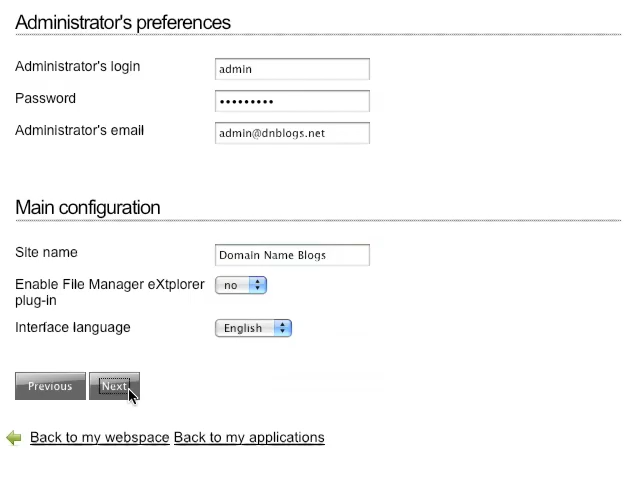 Administrator's preferences
Administrator's login admin
Password •••••••••
Administrator's email admin@dnblogs.net
Main configuration
Site name Domain Name Blogs
Enable File Manager eXtplorer no
plug-in
Interface language English
Previous Next
Back to my webspace Back to my applications